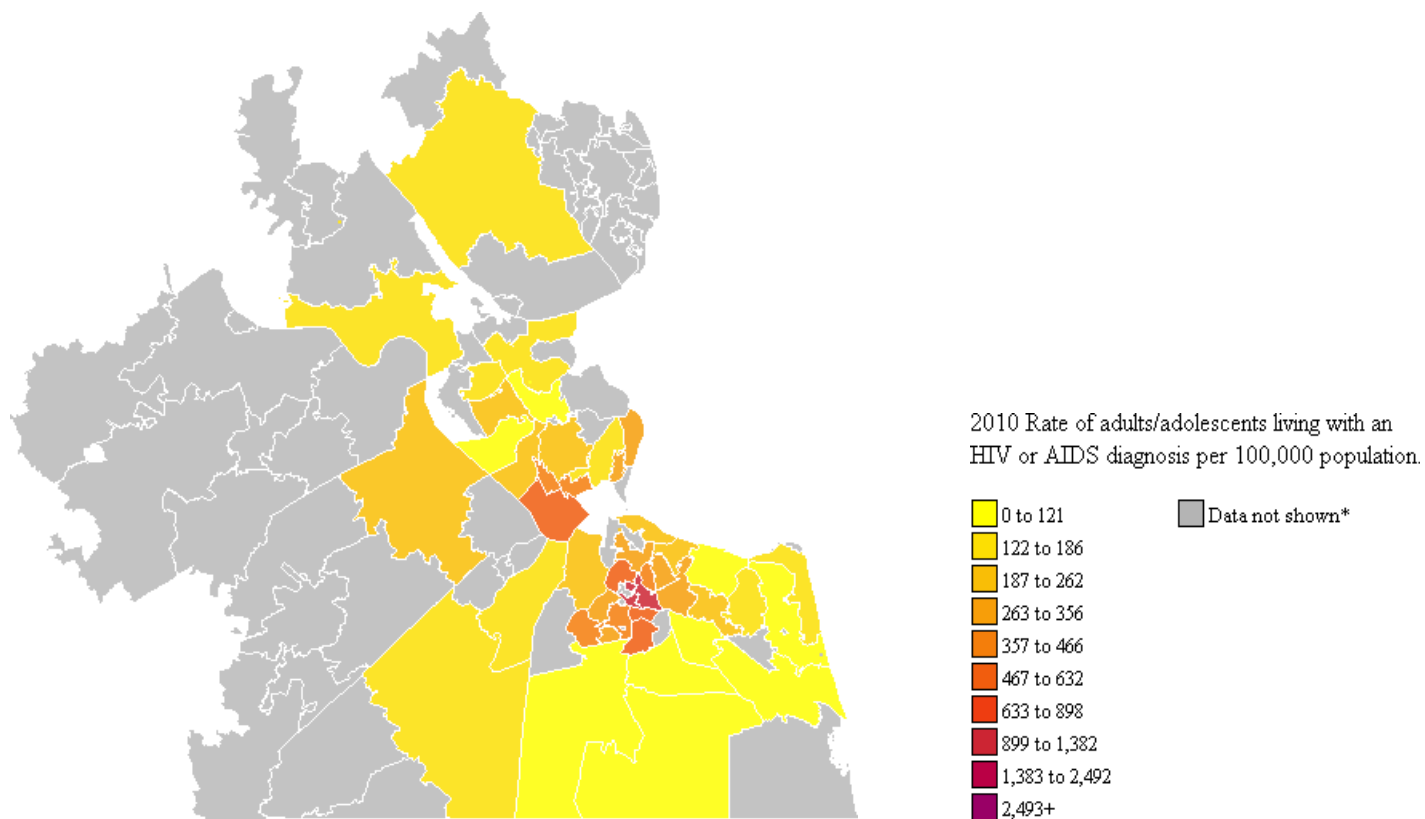 2010 Rate of adults/adolescents living with an
HIV or AIDS diagnosis per 100,000 population.
0 to 121
Data not shown*
122 to 186
187 to 262
263 to 356
357 to 466
467 to 632
633 to 898
899 to 1,382
1,383 to 2,492
2,493+